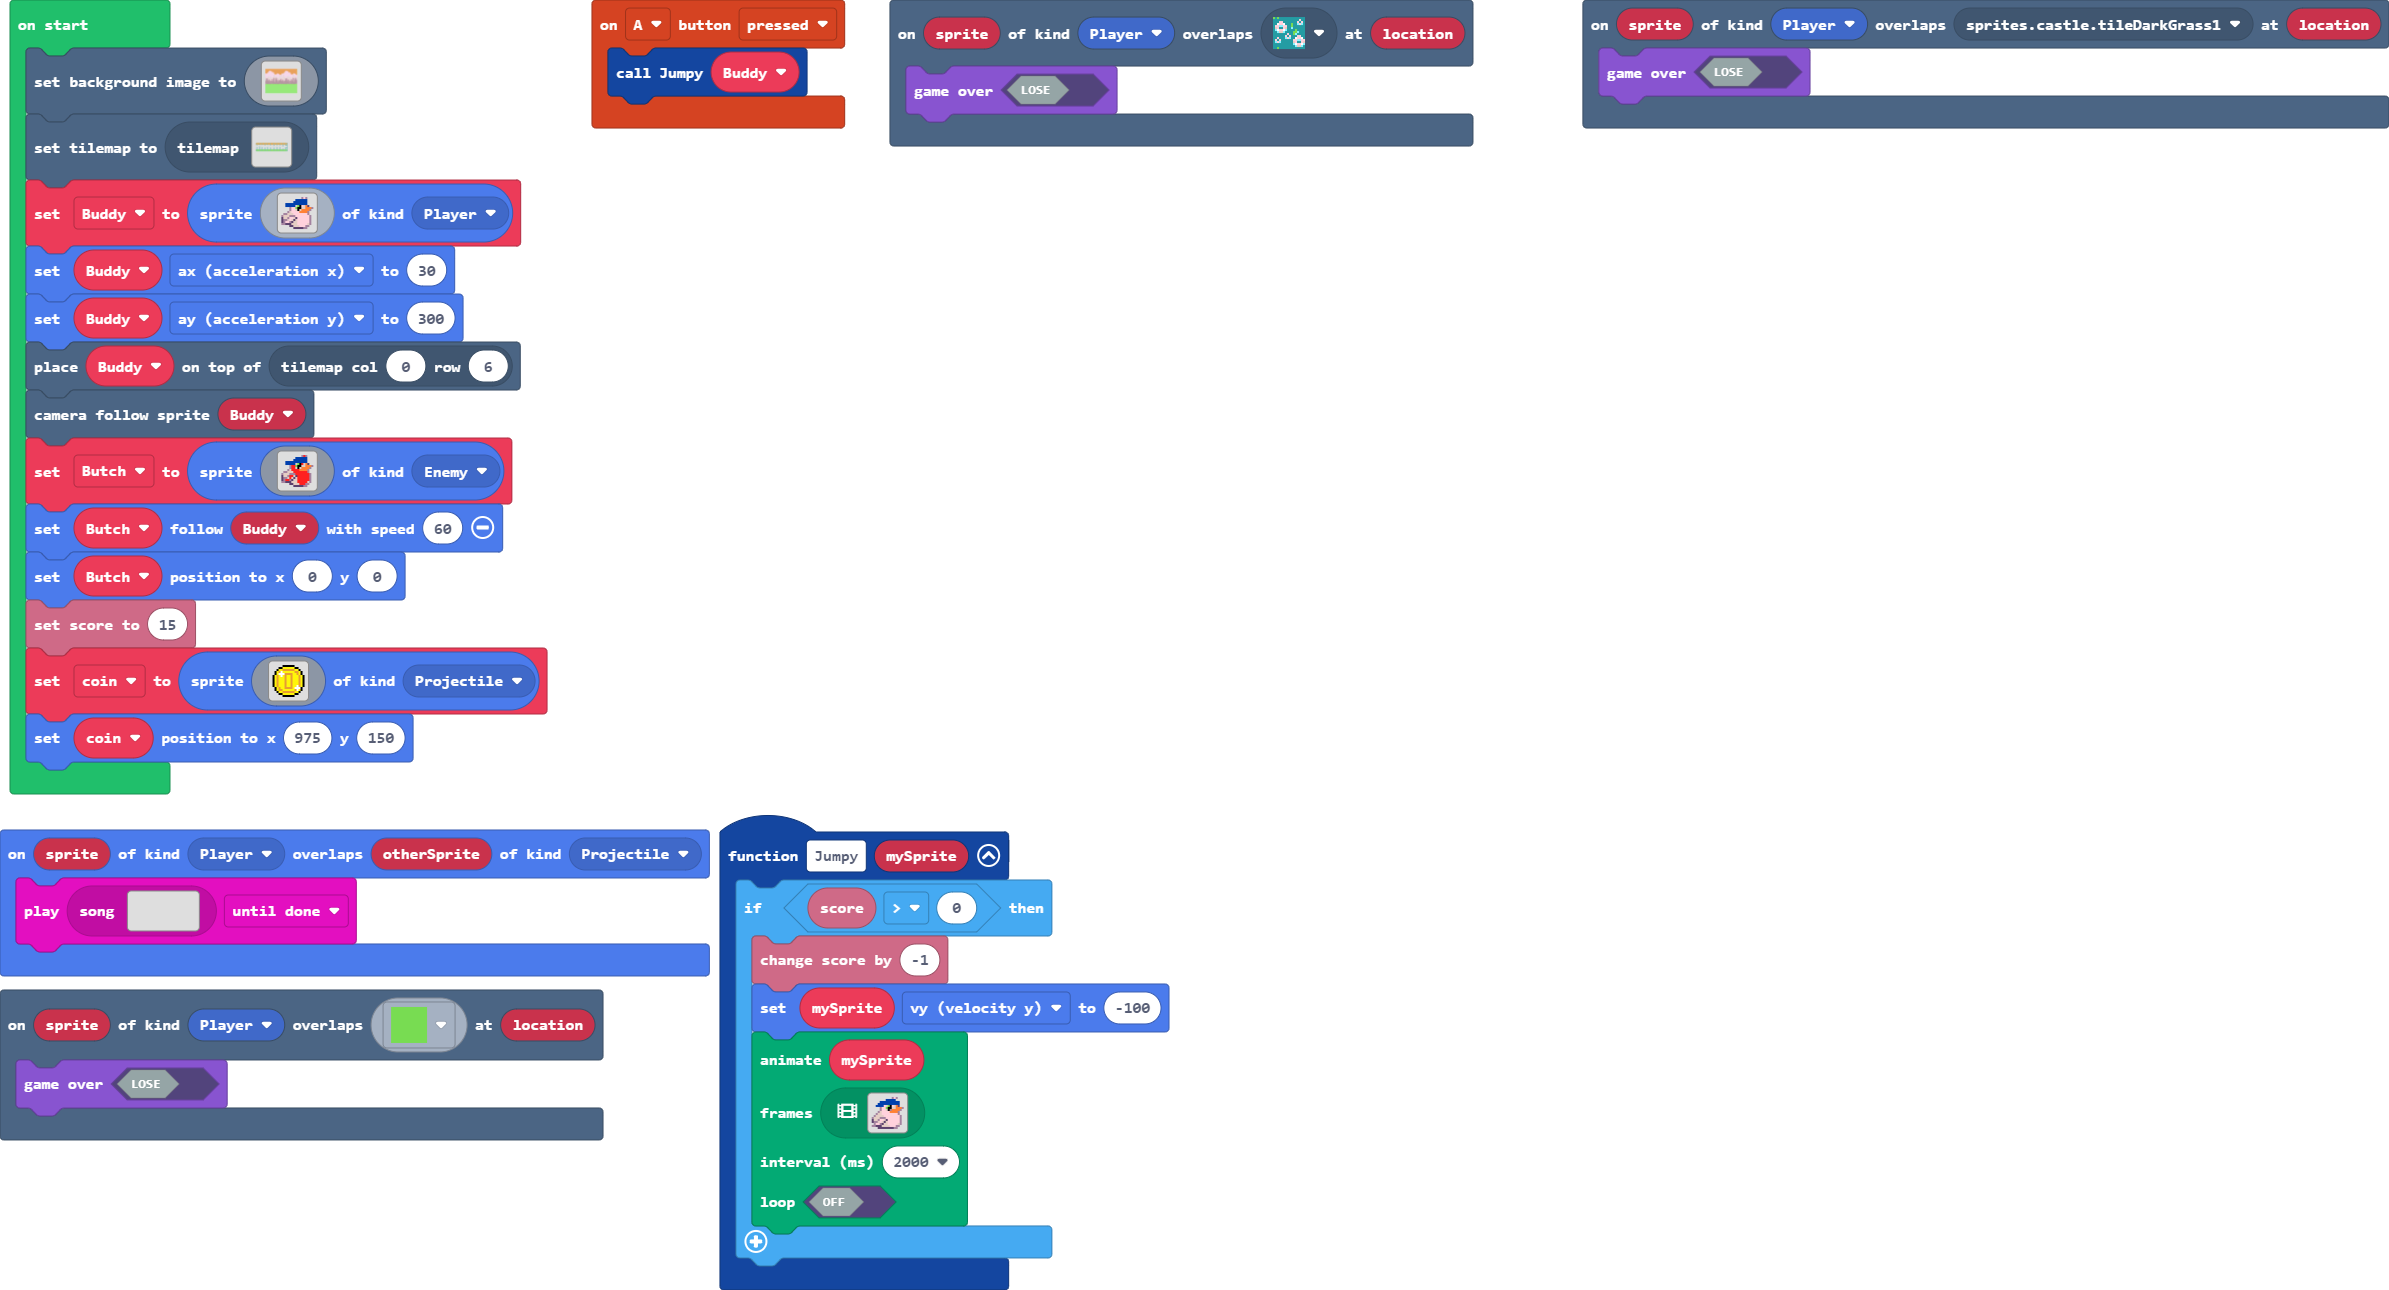 on start
set background image to
set tilemap to tilemap
set Buddy to sprite of kind Player
set Buddy ax (acceleration x) to 30
set Buddy ay (acceleration y) to 300
place Buddy on top of tilemap col 0 row 6
camera follow sprite Buddy
set Butch to sprite of kind Enemy
set Butch follow Buddy with speed 60
set Butch position to x 0 y 0
set score to 15
set coin to sprite of kind Projectile
set coin position to x 975 y 150
on A button pressed
call Jumpy Buddy
on sprite of kind Player overlaps at location
game over LOSE
on sprite of kind Player overlaps sprites.castle.tileDarkGrass1 at location
game over LOSE
on sprite of kind Player overlaps otherSprite of kind Projectile
play song until done
on sprite of kind Player overlaps at location
game over LOSE
function Jumpy mySprite
if score > 0 then
change score by -1
set mySprite vy (velocity y) to -100
animate mySprite
frames
interval (ms) 2000
loop OFF